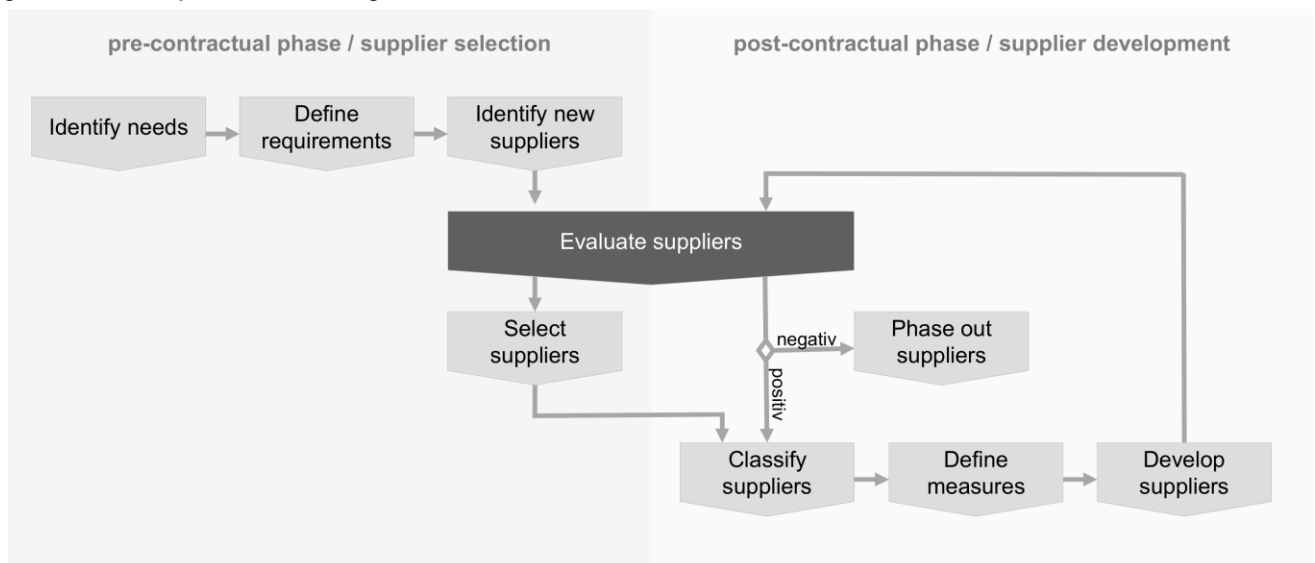 pre-contractual phase / supplier selection
post-contractual phase / supplier development
Identify needs
Define
requirements
Identify new
suppliers
Evaluate suppliers
Select
suppliers
negativ
Phase out
suppliers
positiv
Classify
suppliers
Define
measures
Develop
suppliers